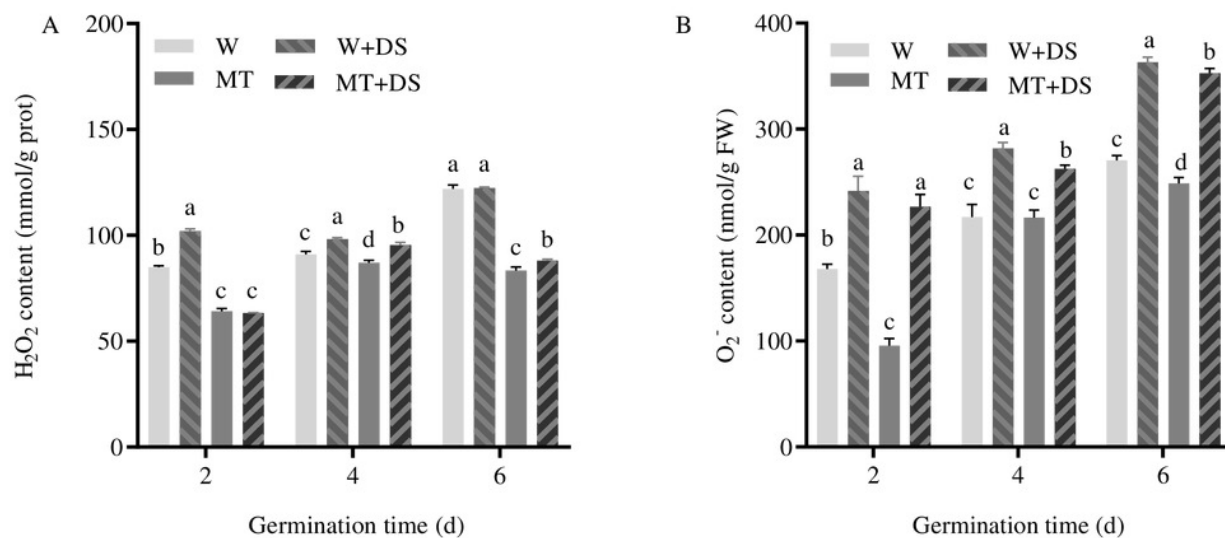 A
H₂O₂ content (mmol/g prot)
200
150
100
50
0
W
W+DS
MT
MT+DS
b
a
c
c
c
a
d
b
a
a
c
b
2
4
6
Germination time (d)
B
O₂⁻ content (nmol/g FW)
400
300
200
100
0
W
W+DS
MT
MT+DS
b
a
c
a
c
a
c
b
c
a
d
b
2
4
6
Germination time (d)